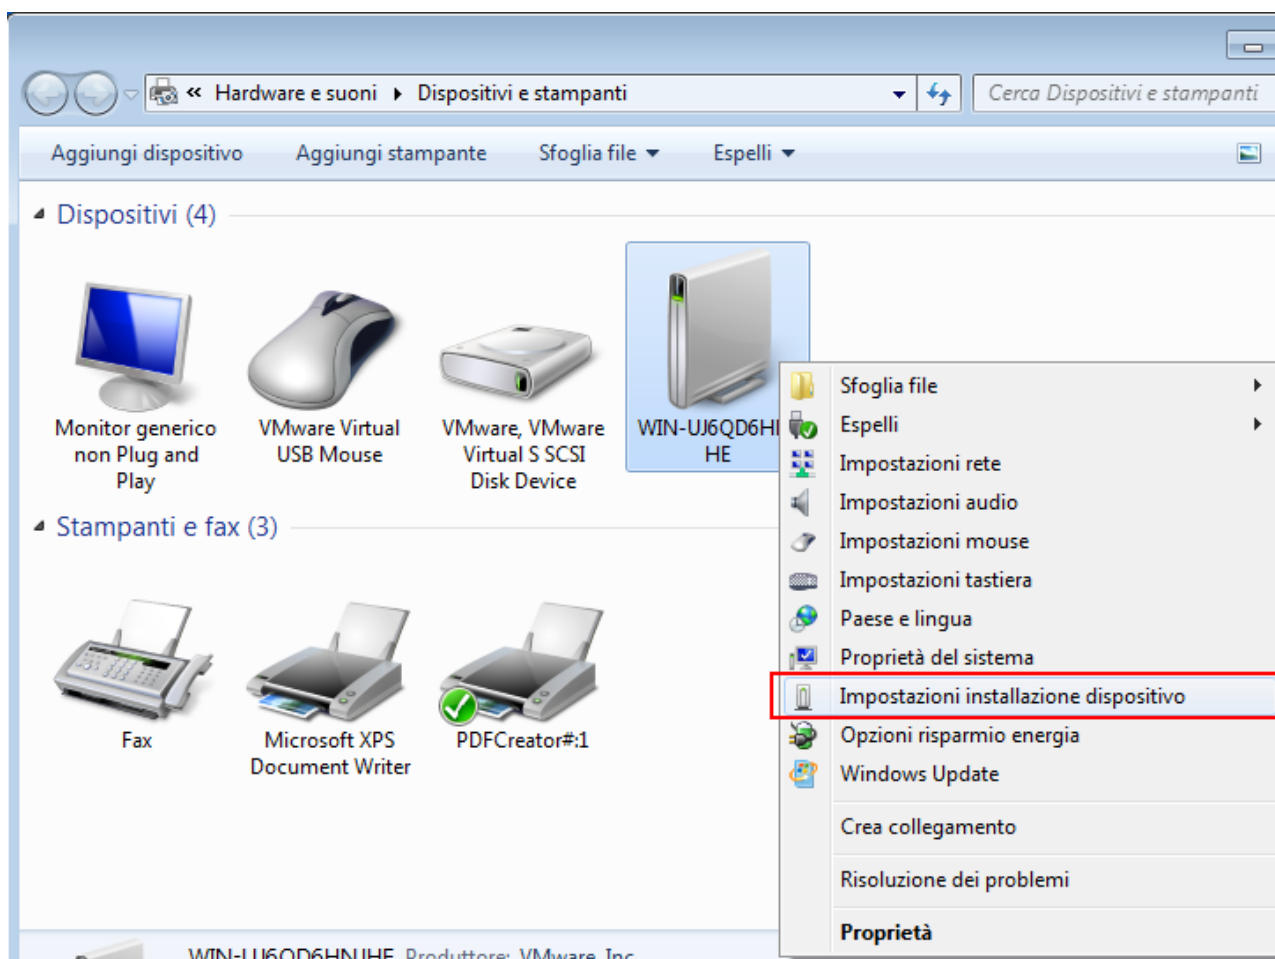 « Hardware e suoni Dispositivi e stampanti
Cerca Dispositivi e stampanti
Aggiungi dispositivo Aggiungi stampante Sfoglia file Espelli
Dispositivi (4)
Monitor generico
non Plug and
Play
VMware Virtual
USB Mouse
VMware, VMware
Virtual S SCSI
Disk Device
HE
Stampanti e fax (3)
Fax
Microsoft XPS
Document Writer
PDFCreator#:1
Sfoglia file
Espelli
Impostazioni rete
Impostazioni audio
Impostazioni mouse
Impostazioni tastiera
Paese e lingua
Proprietà del sistema
Impostazioni installazione dispositivo
Opzioni risparmio energia
Windows Update
Crea collegamento
Risoluzione dei problemi
Proprietà
Produttore: VMware, Inc.